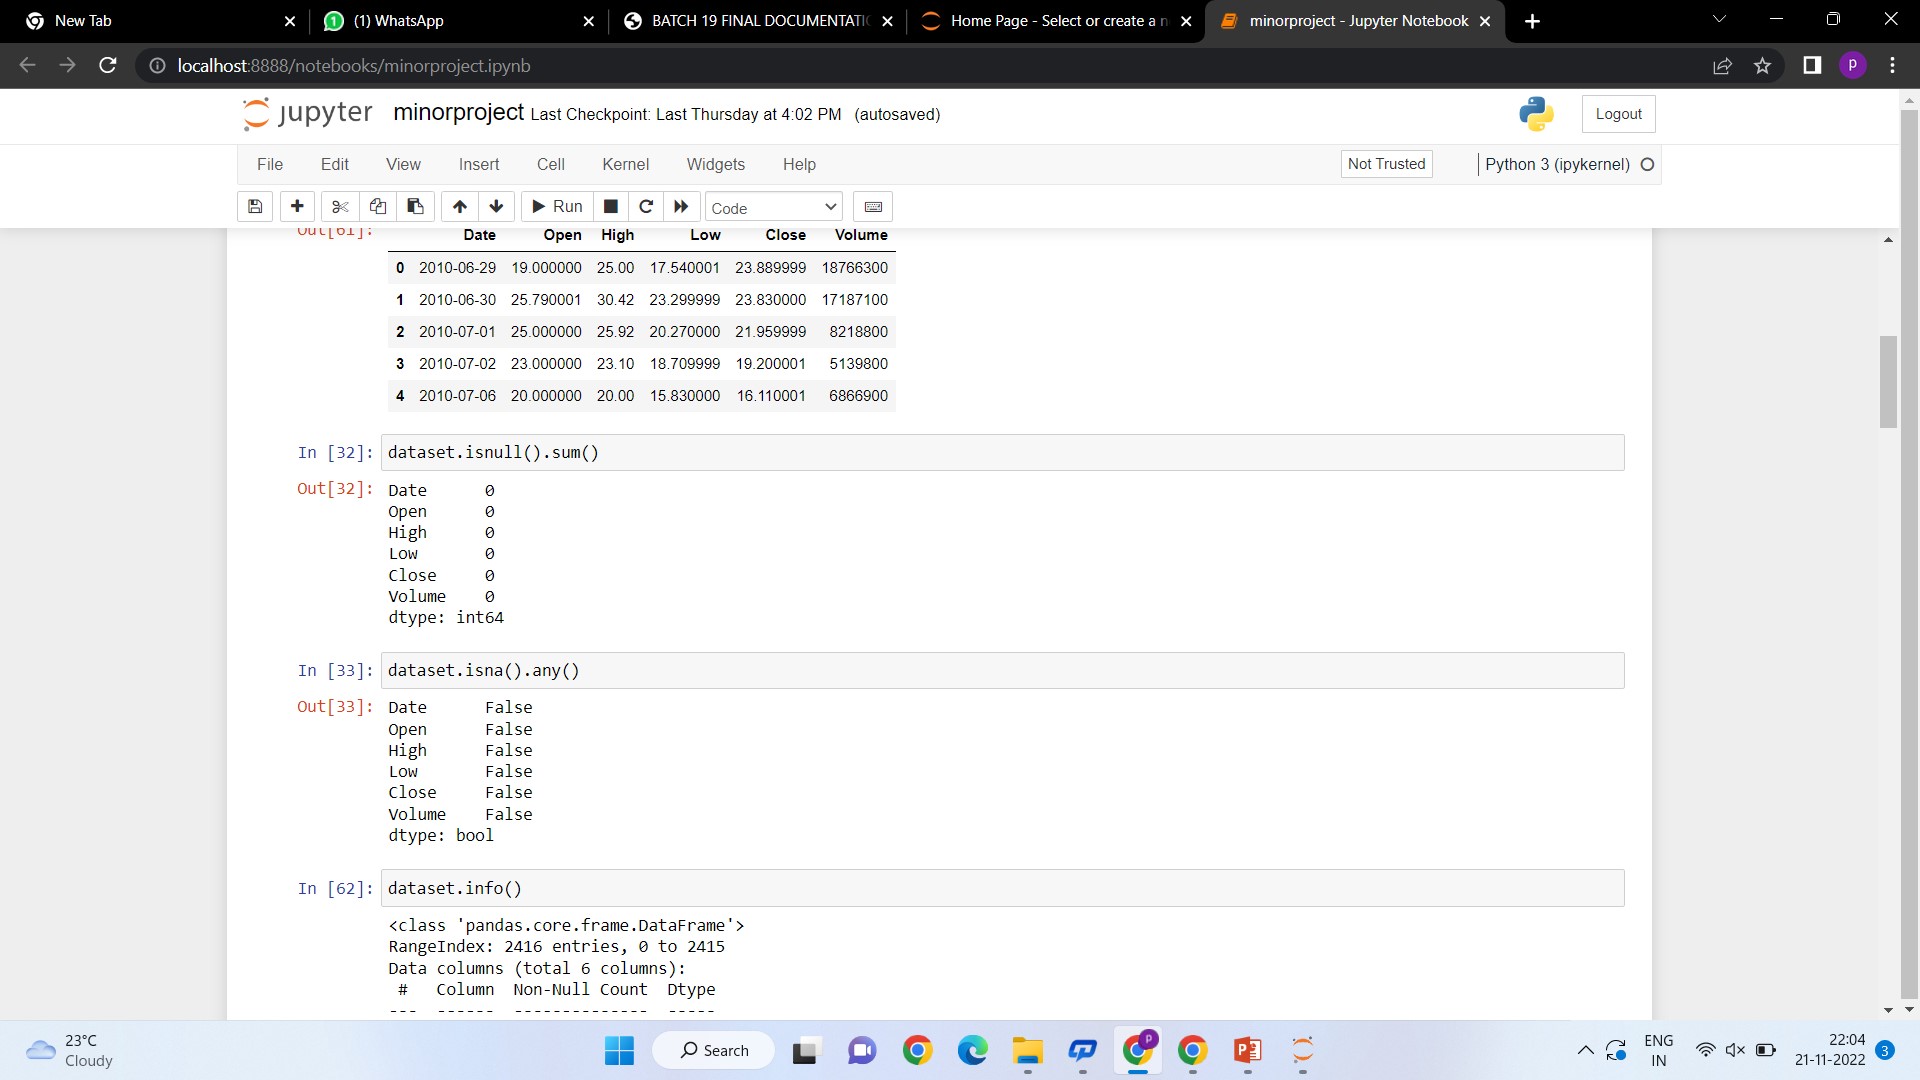 New Tab
(1) WhatsApp
BATCH 19 FINAL DOCUMENTATIO
Home Page - Select or create a n
minorproject - Jupyter Notebook
localhost:8888/notebooks/minorproject.ipynb
P
jupyter minorproject Last Checkpoint: Last Thursday at 4:02 PM (autosaved)
Logout
File Edit View Insert Cell Kernel Widgets Help
Not Trusted
Python 3 (ipykernel)
Run
Code
Out[61]:
Date Open High Low Close Volume
0 2010-06-29 19.000000 25.00 17.540001 23.889999 18766300
1 2010-06-30 25.790001 30.42 23.299999 23.830000 17187100
2 2010-07-01 25.000000 25.92 20.270000 21.959999 8218800
3 2010-07-02 23.000000 23.10 18.709999 19.200001 5139800
4 2010-07-06 20.000000 20.00 15.830000 16.110001 6866900
In [32]: dataset.isnull().sum()
Out[32]: Date 0
Open 0
High 0
Low 0
Close 0
Volume 0
dtype: int64
In [33]: dataset.isna().any()
Out[33]: Date False
Open False
High False
Low False
Close False
Volume False
dtype: bool
In [62]: dataset.info()
<class 'pandas.core.frame.DataFrame'>
RangeIndex: 2416 entries, 0 to 2415
Data columns (total 6 columns):
# Column Non-Null Count Dtype
--- ------ -------------- -----
23°C
Cloudy
Search
P
ENG
IN
22:04
21-11-2022
3